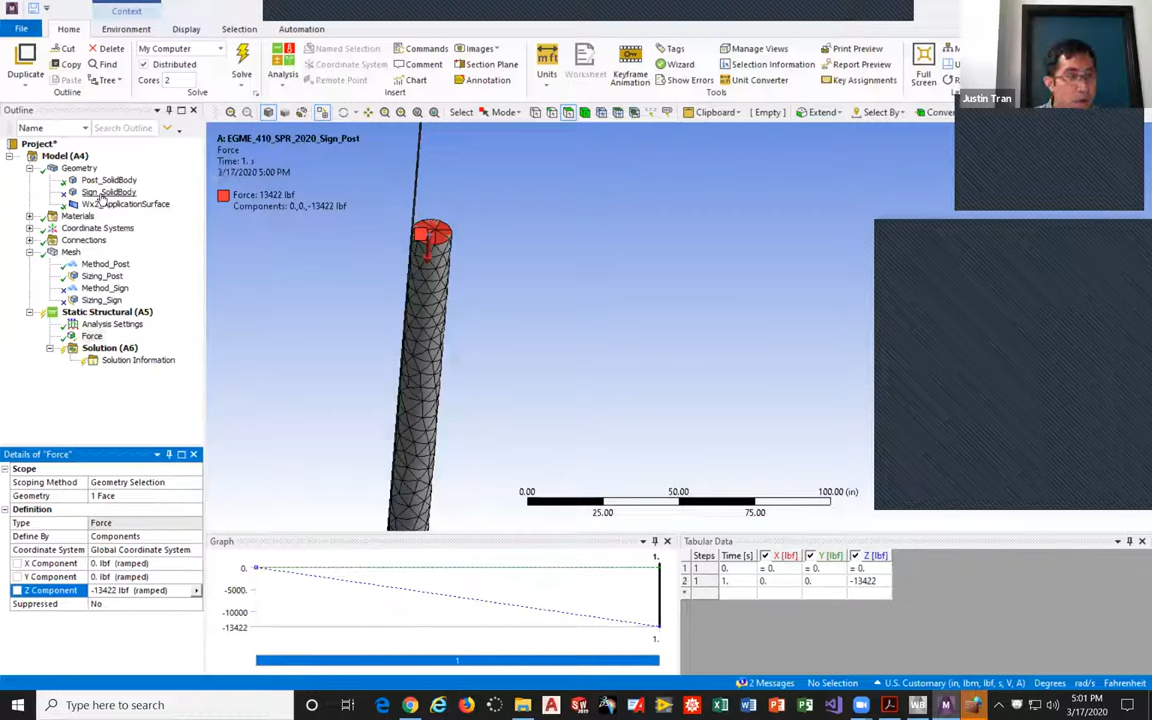 Context
File Home Environment Display Selection Automation
Duplicate
Cut
Copy
Paste
Delete
Find
Tree
Outline
My Computer
Distributed
Cores 2
Solve
Solve
Analysis
Named Selection
Coordinate System
Remote Point
Commands
Comment
Chart
Images
Section Plane
Annotation
Insert
Units
Worksheet
Keyframe
Animation
Tags
Wizard
Show Errors
Manage Views
Selection Information
Unit Converter
Print Preview
Report Preview
Key Assignments
Tools
Full
Screen
Justin Tran
Outline
Name Search Outline
Select Mode Clipboard [ Empty ] Extend Select By Conver
Project*
Model (A4)
Geometry
Post_SolidBody
Sign_SolidBody
Materials
Coordinate Systems
Connections
Mesh
Method_Post
Sizing_Post
Method_Sign
Sizing_Sign
Static Structural (A5)
Analysis Settings
Force
Solution (A6)
Solution Information
A: EGME_410_SPR_2020_Sign_Post
Force
Time: 1. s
3/17/2020 5:00 PM
Force: 13422 lbf
Components: 0.,0.,-13422 lbf
0.00 50.00 100.00 (in)
25.00 75.00
Details of "Force"
Scope
Scoping Method Geometry Selection
Geometry 1 Face
Definition
Type Force
Define By Components
Coordinate System Global Coordinate System
X Component 0. lbf (ramped)
Y Component 0. lbf (ramped)
Z Component -13422 lbf (ramped)
Suppressed No
Graph
1.
0.
-5000.
-10000
-13422
1.
1
Tabular Data
Steps Time [s] X [lbf] Y [lbf] Z [lbf]
1 1 0. = 0. = 0. = 0.
2 1 1. 0. 0. -13422
*
2 Messages No Selection U.S. Customary (in, lbm, lbf, s, V, A) Degrees rad/s Fahrenheit
Type here to search
5:01 PM
3/17/2020